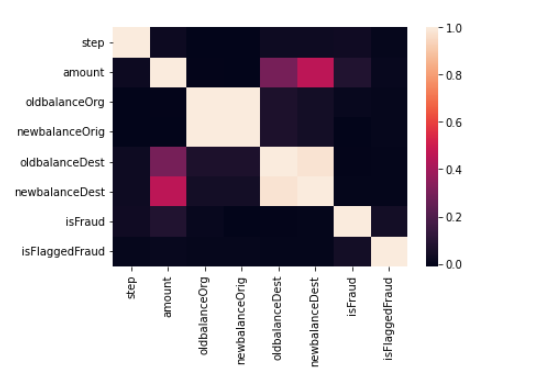 step
amount
oldbalanceOrg
newbalanceOrig
oldbalanceDest
newbalanceDest
isFraud
isFlaggedFraud
step
amount
oldbalanceOrg
newbalanceOrig
oldbalanceDest
newbalanceDest
isFraud
isFlaggedFraud
1.0
0.8
0.6
0.4
0.2
0.0